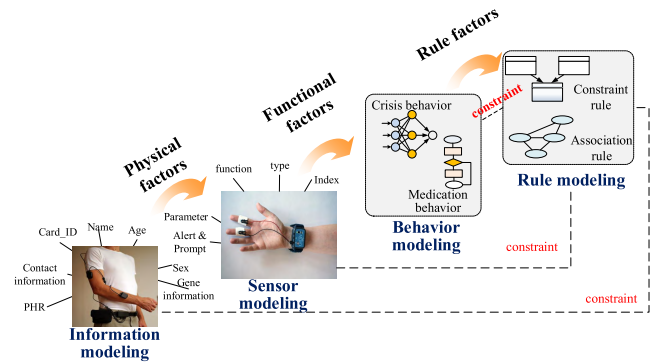 Rule factors
Functional
factors
Physical
factors
Crisis behavior
Medication
behavior
Behavior
modeling
constraint
Constraint
rule
Association
rule
Rule modeling
function
type
Index
Parameter
Alert &
Prompt
Sensor
modeling
Card_ID
Name
Age
Contact
information
Sex
Gene
information
PHR
Information
modeling
constraint
constraint